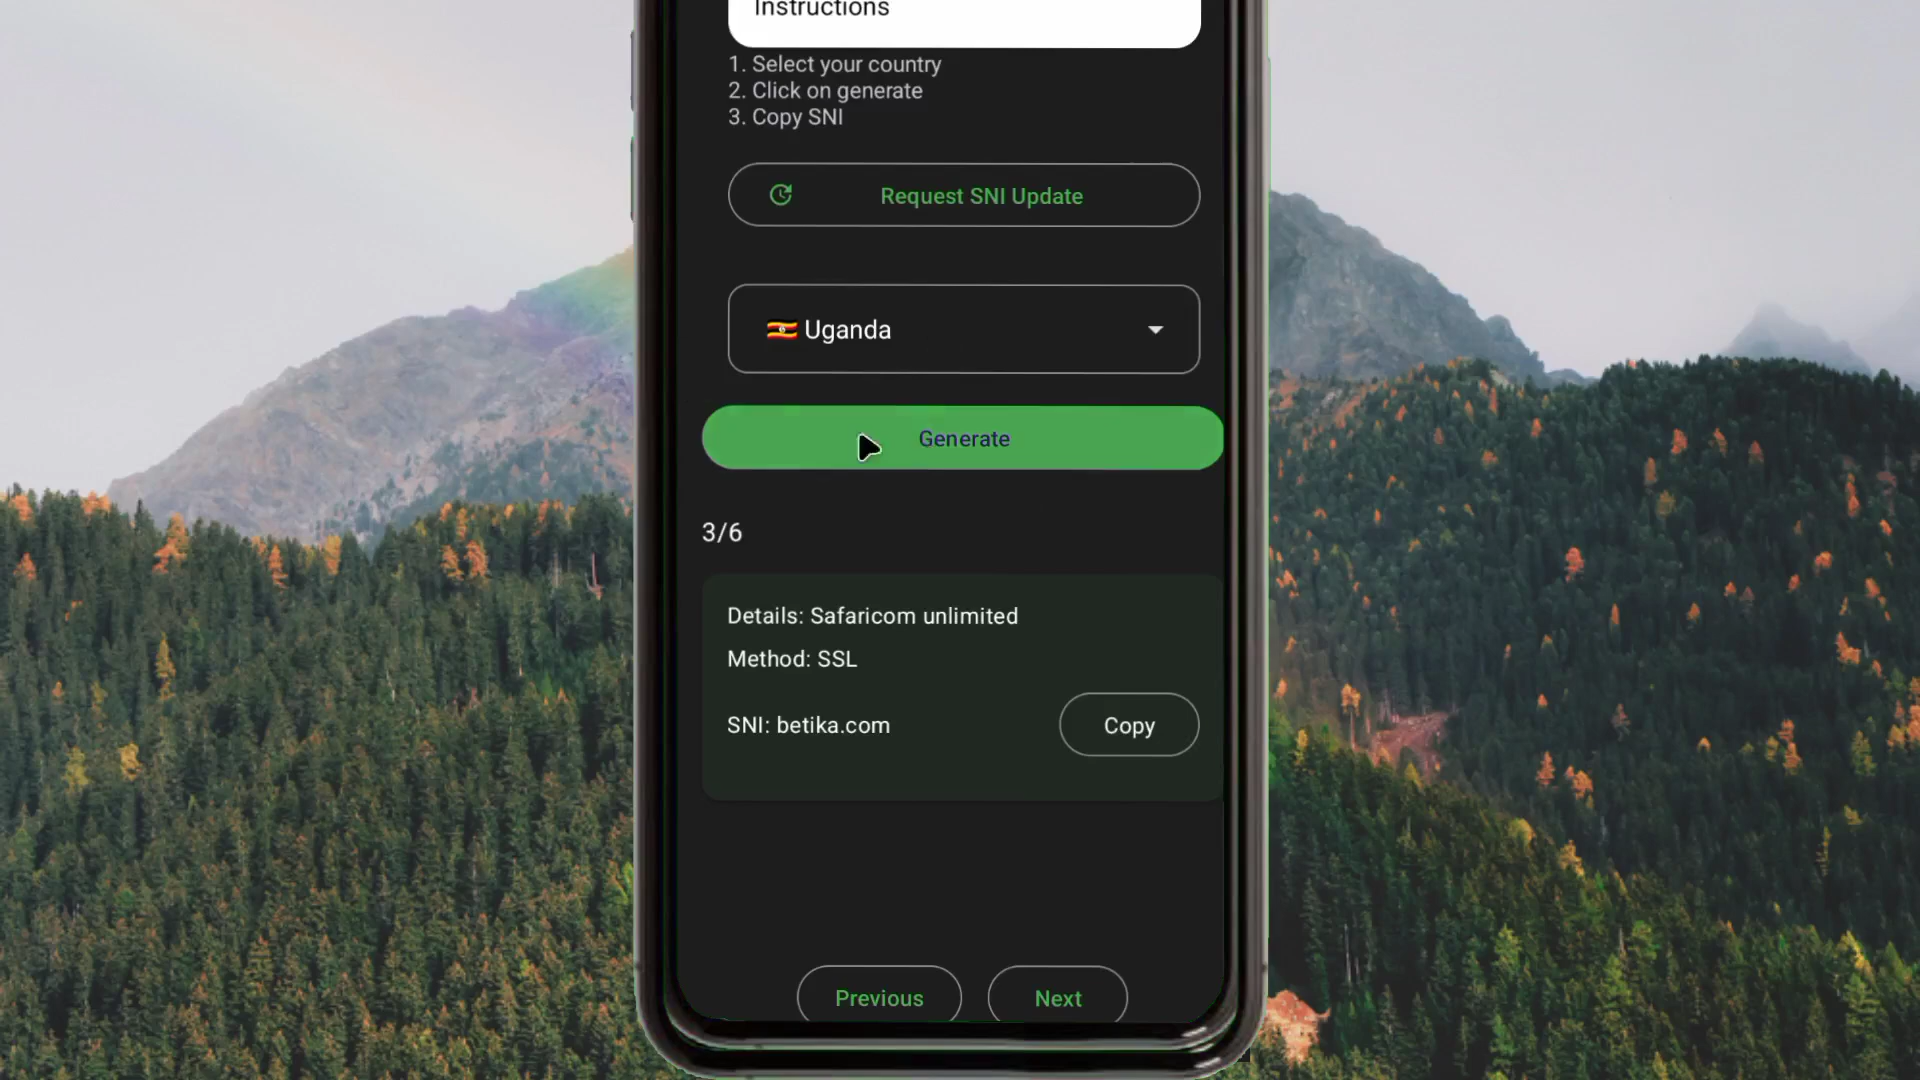 Instructions
1. Select your country
2. Click on generate
3. Copy SNI
Request SNI Update
🇺🇬 Uganda
Generate
3/6
Details: Safaricom unlimited
Method: SSL
SNI: betika.com
Copy
Previous
Next